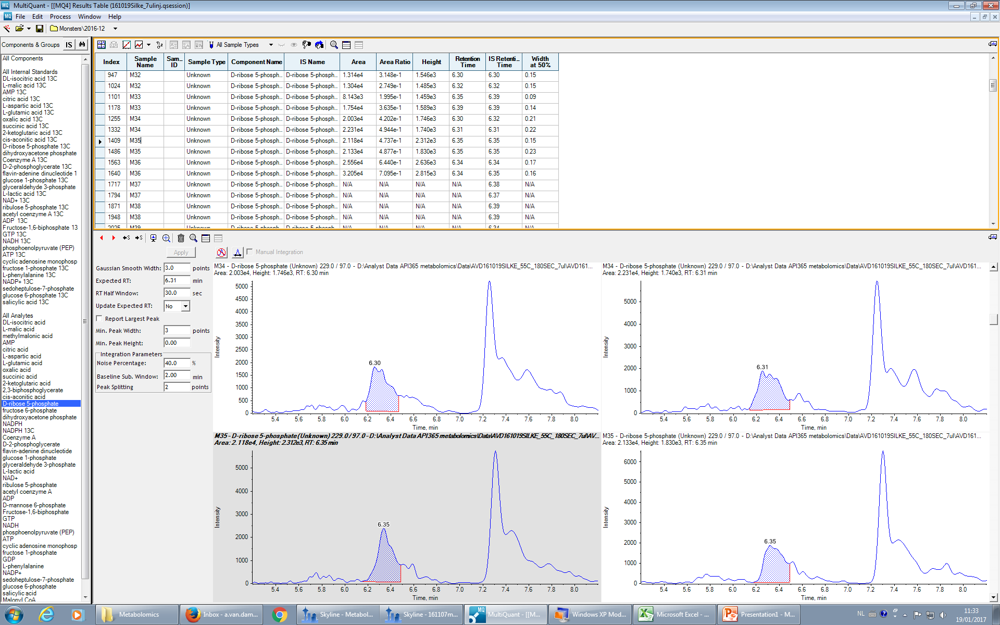 MultiQuant - [[MQ4] Results Table (161019Silke_7ulinj.qsession)]
File Edit Process Window Help
Monsters\2016-12
Components & Groups IS
All Sample Types
All Components
All Internal Standards
DL-isocitric acid 13C
L-malic acid 13C
AMP 13C
citric acid 13C
L-aspartic acid 13C
L-glutamic acid 13C
oxalic acid 13C
succinic acid 13C
2-ketoglutaric acid 13C
cis-aconitic acid 13C
D-ribose 5-phosphate 13C
dihydroxyacetone phosphate
Coenzyme A 13C
D-2-phosphoglycerate 13C
flavin-adenine dinucleotide 1
glucose 1-phosphate 13C
glyceraldehyde 3-phosphate
L-lactic acid 13C
NAD+ 13C
ribulose 5-phosphate 13C
acetyl coenzyme A 13C
ADP 13C
Fructose-1,6-biphosphate 13
GTP 13C
NADH 13C
phosphoenolpyruvate (PEP)
ATP 13C
cyclic adenosine monophosp
fructose 1-phosphate 13C
L-phenylalanine 13C
NADP+ 13C
sedoheptulose-7-phosphate
glucose 6-phosphate 13C
salicylic acid 13C
All Analytes
DL-isocitric acid
L-malic acid
methylmalonic acid
AMP
citric acid
L-aspartic acid
L-glutamic acid
oxalic acid
succinic acid
2-ketoglutaric acid
2,3-biphosphoglycerate
cis-aconitic acid
D-ribose 5-phosphate
fructose 6-phosphate
dihydroxyacetone phosphate
NADPH
NADPH 13C
Coenzyme A
D-2-phosphoglycerate
flavin-adenine dinucleotide
glucose 1-phosphate
glyceraldehyde 3-phosphate
L-lactic acid
NAD+
ribulose 5-phosphate
acetyl coenzyme A
ADP
D-mannose 6-phosphate
Fructose-1,6-biphosphate
GTP
NADH
phosphoenolpyruvate (PEP)
ATP
cyclic adenosine monophosp
fructose 1-phosphate
GDP
L-phenylalanine
NADP+
sedoheptulose-7-phosphate
glucose 6-phosphate
salicylic acid
Malonyl CoA
Index Sample Name Sam... ID Sample Type Component Name IS Name Area Area Ratio Height Retention Time IS Retenti... Time Width at 50%
947 M32 Unknown D-ribose 5-phosph... D-ribose 5-phosph... 1.314e4 3.148e-1 1.546e3 6.30 6.30 0.15
1024 M32 Unknown D-ribose 5-phosph... D-ribose 5-phosph... 1.304e4 2.749e-1 1.485e3 6.32 6.32 0.15
1101 M33 Unknown D-ribose 5-phosph... D-ribose 5-phosph... 8.143e3 1.995e-1 1.459e3 6.35 6.39 0.09
1178 M33 Unknown D-ribose 5-phosph... D-ribose 5-phosph... 1.754e4 3.635e-1 1.589e3 6.39 6.39 0.14
1255 M34 Unknown D-ribose 5-phosph... D-ribose 5-phosph... 2.003e4 4.202e-1 1.746e3 6.30 6.32 0.21
1332 M34 Unknown D-ribose 5-phosph... D-ribose 5-phosph... 2.231e4 4.944e-1 1.740e3 6.31 6.31 0.22
1409 M35 Unknown D-ribose 5-phosph... D-ribose 5-phosph... 2.118e4 4.737e-1 2.312e3 6.35 6.35 0.15
1486 M35 Unknown D-ribose 5-phosph... D-ribose 5-phosph... 2.133e4 4.877e-1 1.830e3 6.35 6.35 0.23
1563 M36 Unknown D-ribose 5-phosph... D-ribose 5-phosph... 2.556e4 6.440e-1 2.636e3 6.34 6.34 0.17
1640 M36 Unknown D-ribose 5-phosph... D-ribose 5-phosph... 3.205e4 7.095e-1 2.815e3 6.34 6.35 0.16
1717 M37 Unknown D-ribose 5-phosph... D-ribose 5-phosph... N/A N/A N/A N/A 6.38 N/A
1794 M37 Unknown D-ribose 5-phosph... D-ribose 5-phosph... N/A N/A N/A N/A 6.37 N/A
1871 M38 Unknown D-ribose 5-phosph... D-ribose 5-phosph... N/A N/A N/A N/A 6.39 N/A
1948 M38 Unknown D-ribose 5-phosph... D-ribose 5-phosph... N/A N/A N/A N/A 6.39 N/A
2025 M39 Unknown D-ribose 5-phosph... D-ribose 5-phosph... N/A N/A N/A N/A 6.34 N/A
Apply
Manual Integration
Gaussian Smooth Width: 3.0 points
Expected RT: 6.31 min
RT Half Window: 30.0 sec
Update Expected RT: No
Report Largest Peak
Min. Peak Width: 3 points
Min. Peak Height: 0.00
Integration Parameters
Noise Percentage: 40.0 %
Baseline Sub. Window: 2.00 min
Peak Splitting 2 points
M34 - D-ribose 5-phosphate (Unknown) 229.0 / 97.0 - D:\Analyst Data API365 metabolomics\Data\AVD161019SILKE_55C_180SEC_7ul\AVD161...
Area: 2.003e4, Height: 1.746e3, RT: 6.30 min
Intensity
5000
4500
4000
3500
3000
2500
2000
1500
1000
500
0
6.30
5.4 5.6 5.8 6.0 6.2 6.4 6.6 6.8 7.0 7.2 7.4 7.6 7.8 8.0
Time, min
M34 - D-ribose 5-phosphate (Unknown) 229.0 / 97.0 - D:\Analyst Data API365 metabolomics\Data\AVD161019SILKE_55C_180SEC_7ul\AVD161...
Area: 2.231e4, Height: 1.740e3, RT: 6.31 min
Intensity
5000
4000
3000
2000
1000
0
6.31
5.4 5.6 5.8 6.0 6.2 6.4 6.6 6.8 7.0 7.2 7.4 7.6 7.8 8.0
Time, min
M35 - D-ribose 5-phosphate (Unknown) 229.0 / 97.0 - D:\Analyst Data API365 metabolomics\Data\AVD161019SILKE_55C_180SEC_7ul\AV...
Area: 2.118e4, Height: 2.312e3, RT: 6.35 min
Intensity
5000
4000
3000
2000
1000
0
6.35
5.4 5.6 5.8 6.0 6.2 6.4 6.6 6.8 7.0 7.2 7.4 7.6 7.8 8.0
Time, min
M35 - D-ribose 5-phosphate (Unknown) 229.0 / 97.0 - D:\Analyst Data API365 metabolomics\Data\AVD161019SILKE_55C_180SEC_7ul\AVD161...
Area: 2.133e4, Height: 1.830e3, RT: 6.35 min
Intensity
6000
5000
4000
3000
2000
1000
0
6.35
5.4 5.6 5.8 6.0 6.2 6.4 6.6 6.8 7.0 7.2 7.4 7.6 7.8 8.0
Time, min
Metabolomics
Inbox - a.van.dam...
Skyline - Metabol...
Skyline - 161107m...
MultiQuant - [[M...
Windows XP Mod...
Microsoft Excel - ...
Presentation1 - M...
NL
11:33
19/01/2017